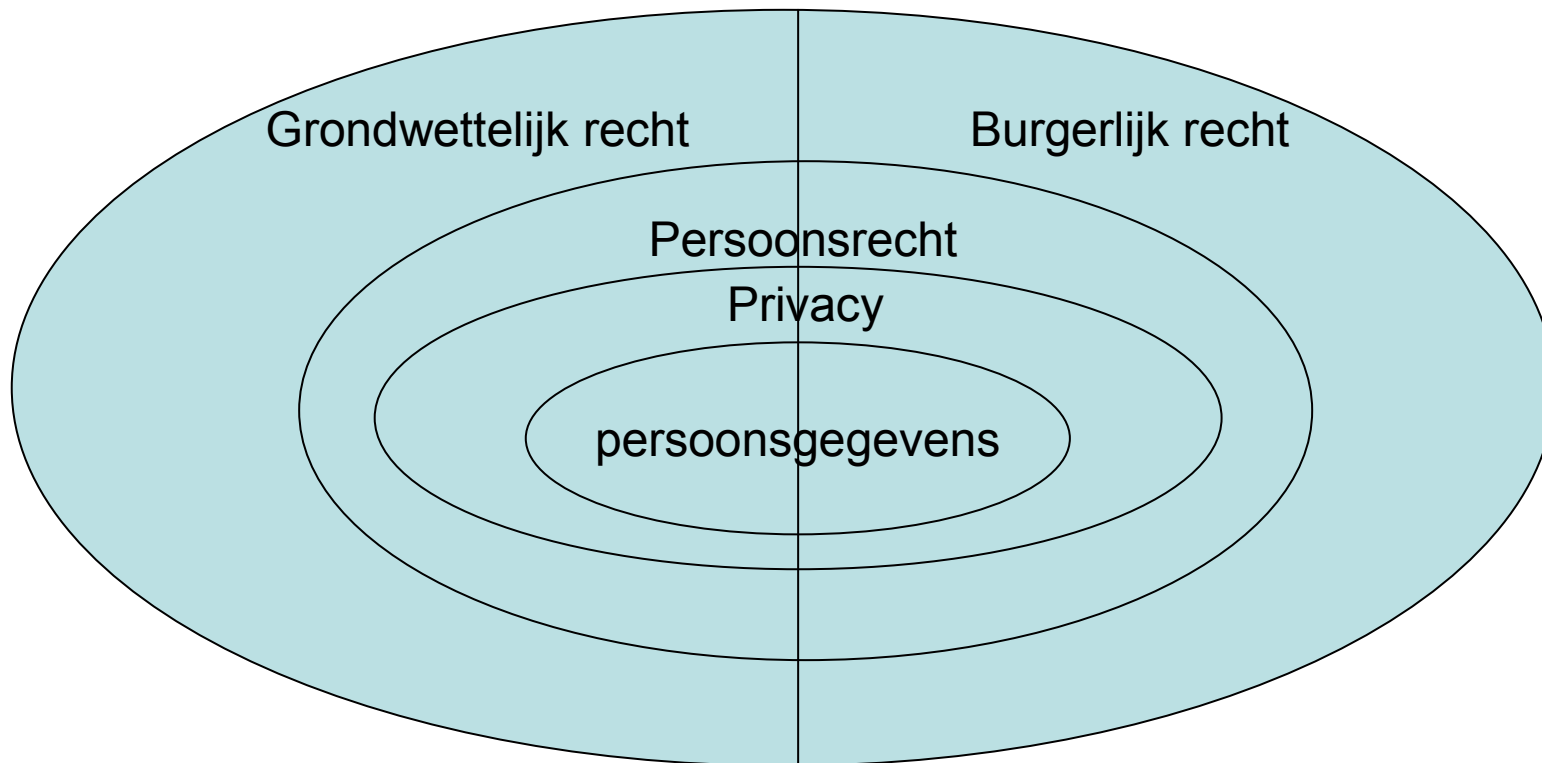 Grondwettelijk recht
Burgerlijk recht
Persoonsrecht
Privacy
persoonsgegevens